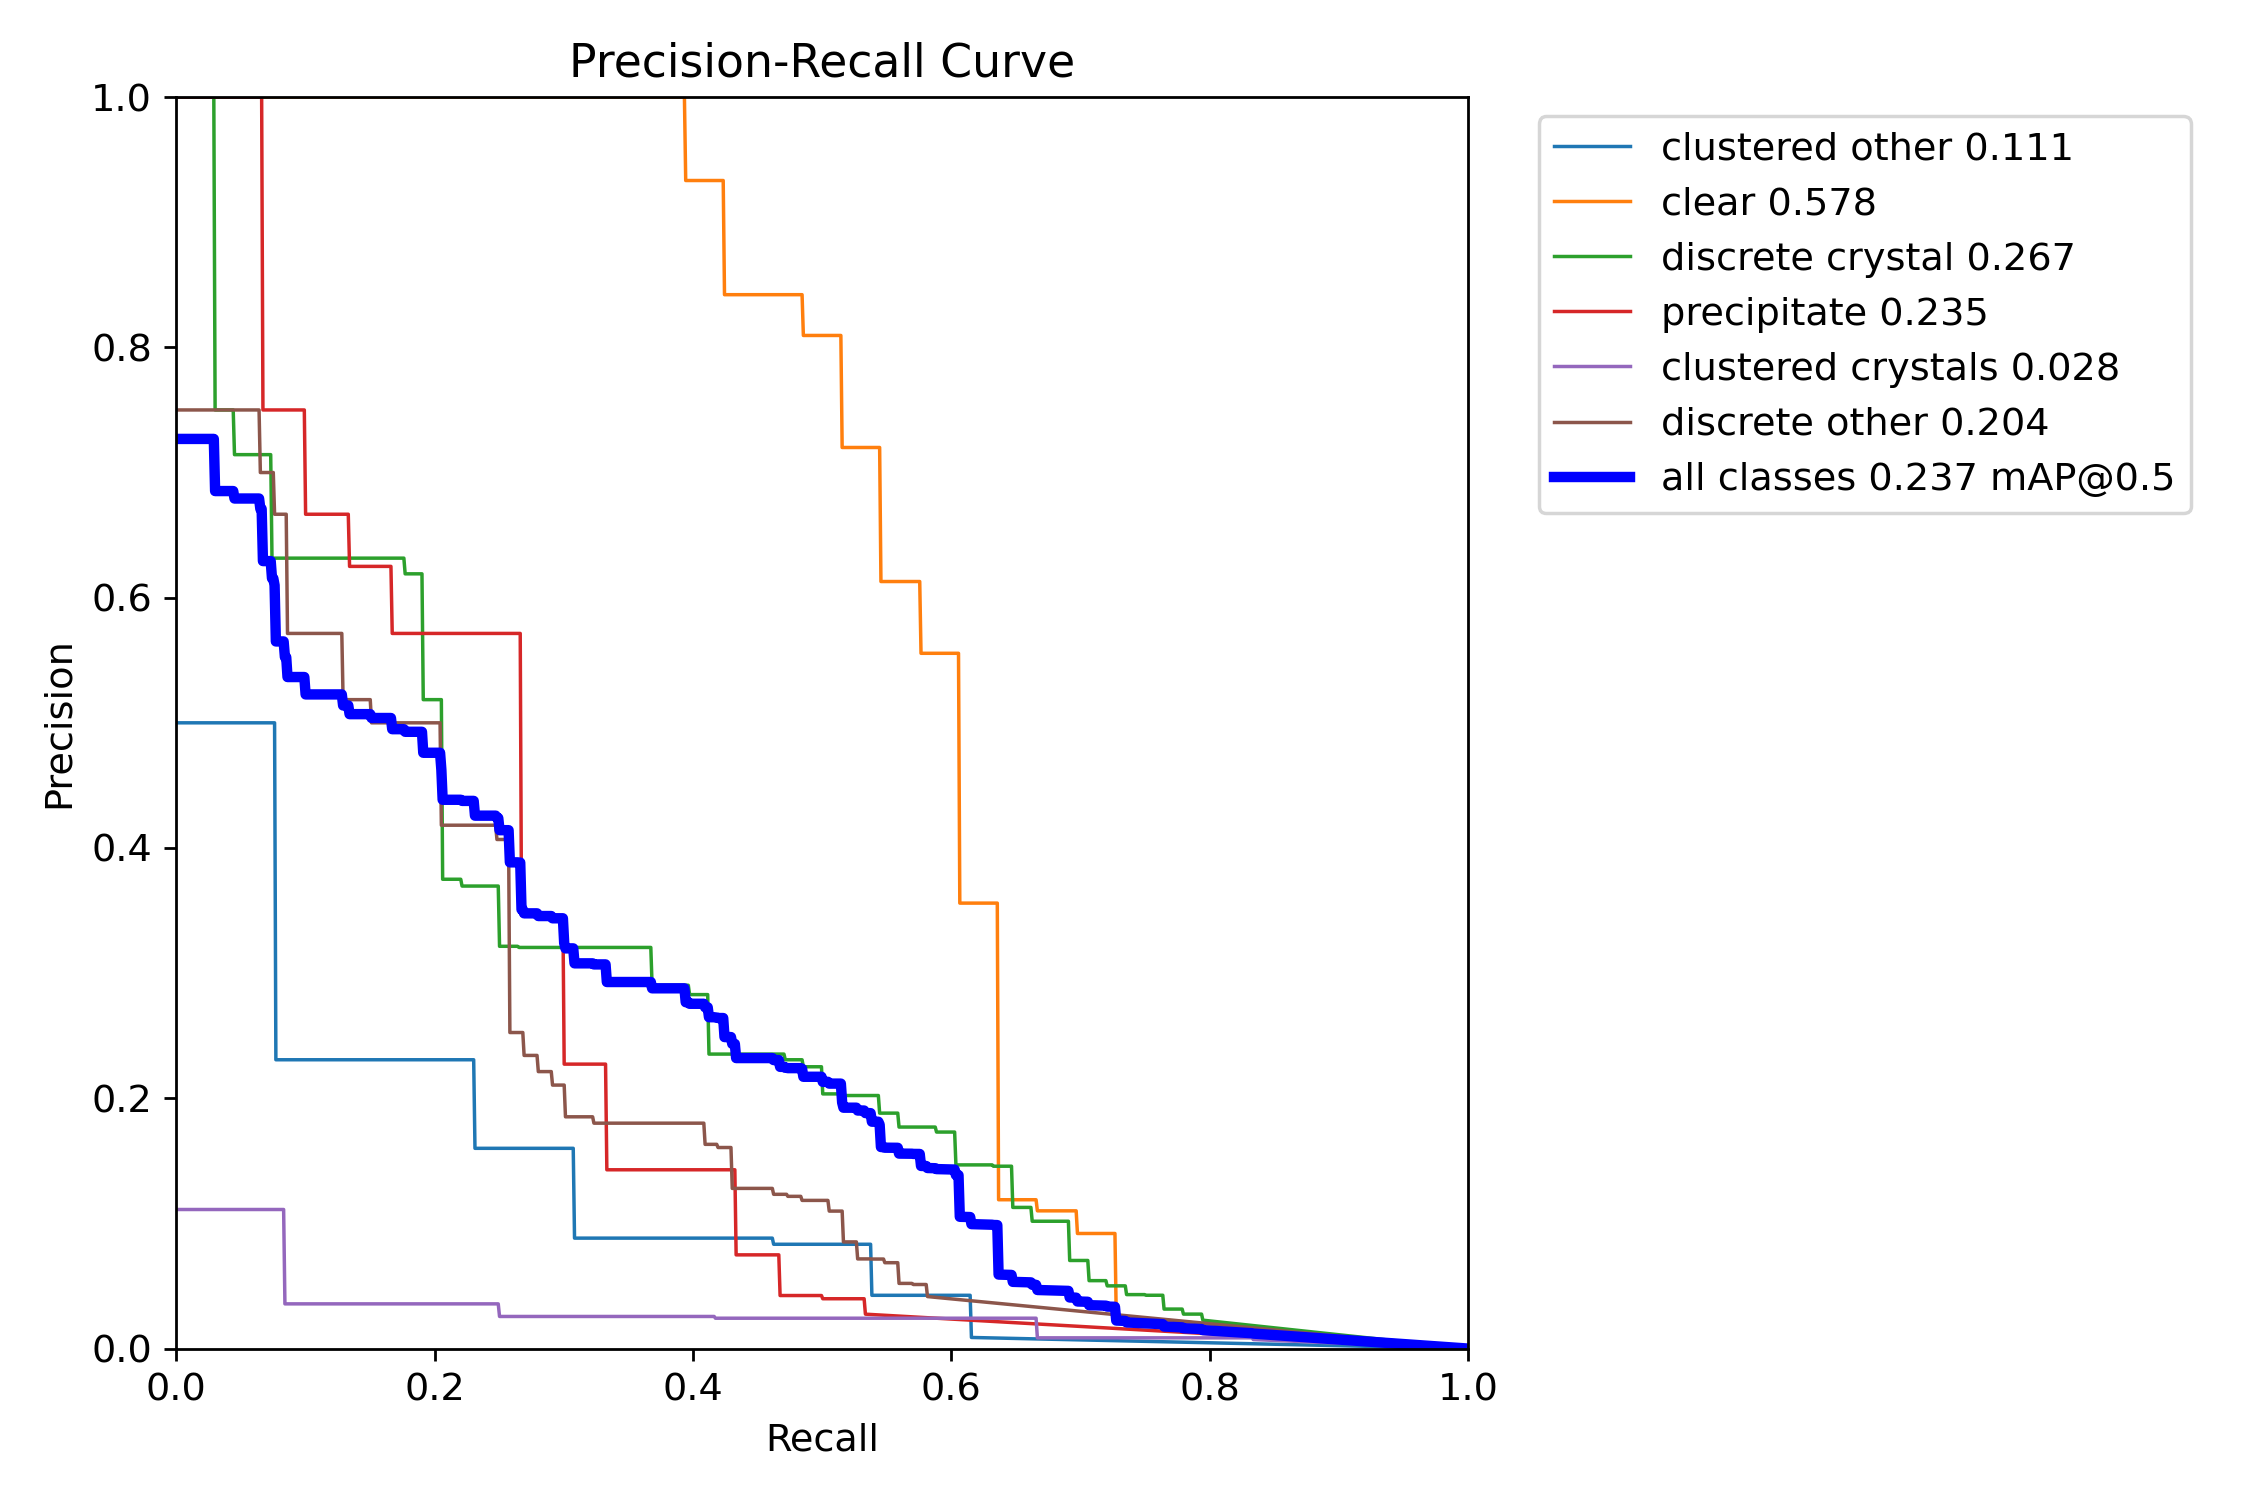 Precision-Recall Curve
1.0
0.8
0.6
0.4
0.2
0.0
Precision
0.0 0.2 0.4 0.6 0.8 1.0
Recall
clustered other 0.111
clear 0.578
discrete crystal 0.267
precipitate 0.235
clustered crystals 0.028
discrete other 0.204
all classes 0.237 mAP@0.5